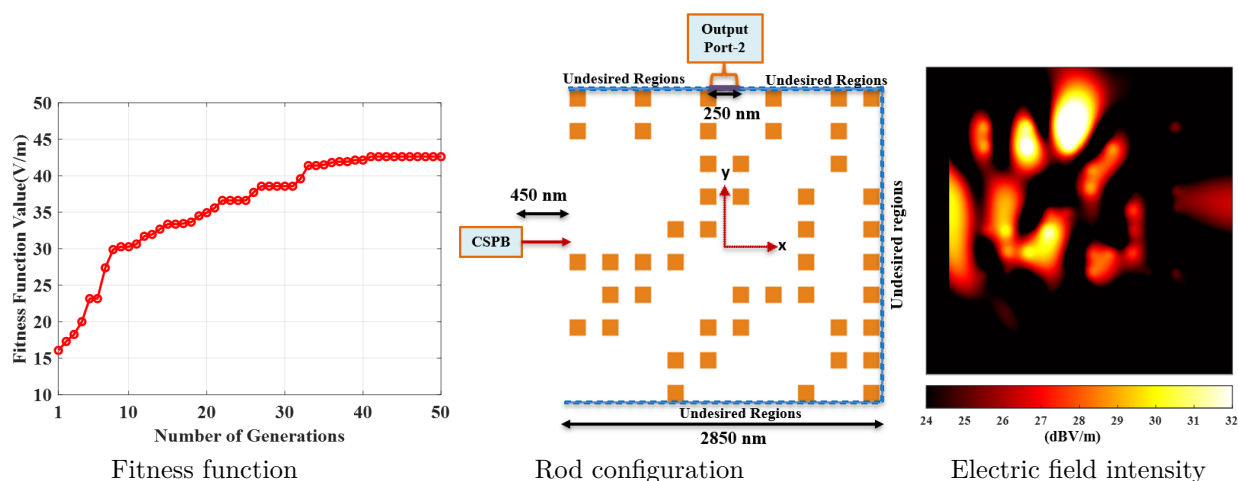 Fitness Function Value(V/m)
50
45
40
35
30
25
20
15
10
1
10
20
30
40
50
Number of Generations
Fitness function
Output
Port-2
Undesired Regions
Undesired Regions
250 nm
450 nm
CSPB
y
x
Undesired regions
Undesired Regions
2850 nm
Rod configuration
24
26
27
28
29
30
31
32
(dBV/m)
Electric field intensity